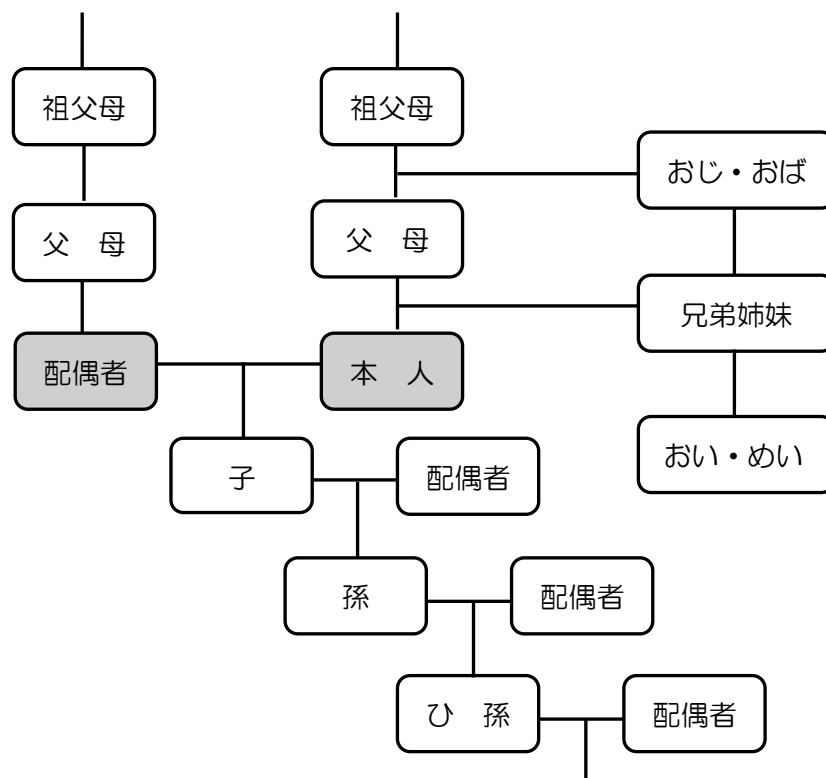 祖父母
祖父母
おじ・おば
父　母
父　母
兄弟姉妹
配偶者
本　人
おい・めい
子
配偶者
孫
配偶者
ひ　孫
配偶者